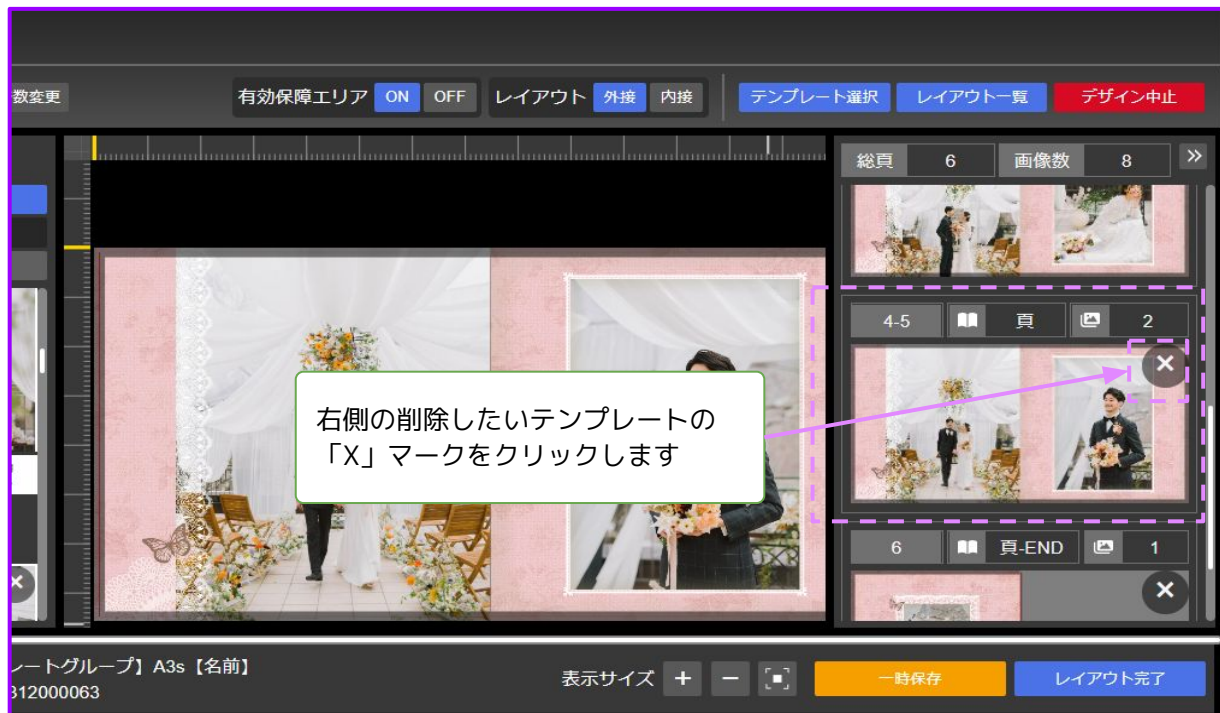 数変更
有効保障エリア ON OFF レイアウト 外接 内接 テンプレート選択 レイアウト一覧 デザイン中止
総頁 6 画像数 8 »
4-5 頁 2
×
右側の削除したいテンプレートの
「X」マークをクリックします
6 頁-END 1
×
×
レートグループ】A3s【名前】
312000063
表示サイズ + − 一時保存 レイアウト完了